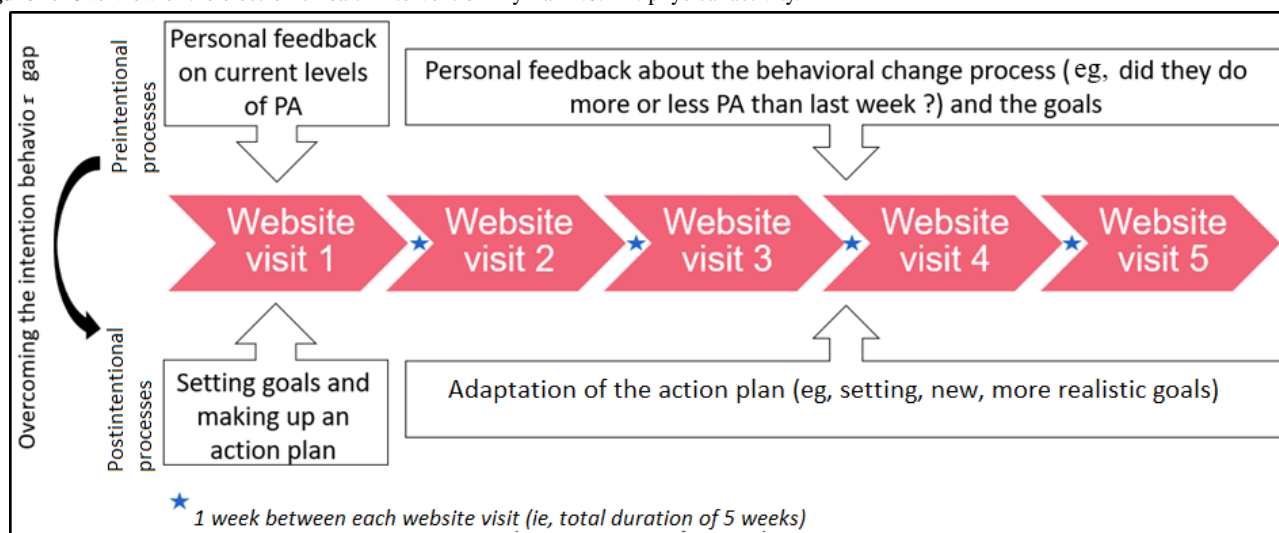 Overcoming the intention behavior gap
Preintentional
processes
Personal feedback
on current levels
of PA
Personal feedback about the behavioral change process (eg, did they do
more or less PA than last week ?) and the goals
Website
visit 1
Website
visit 2
Website
visit 3
Website
visit 4
Website
visit 5
Postintentional
processes
Setting goals and
making up an
action plan
Adaptation of the action plan (eg, setting, new, more realistic goals)
1 week between each website visit (ie, total duration of 5 weeks)